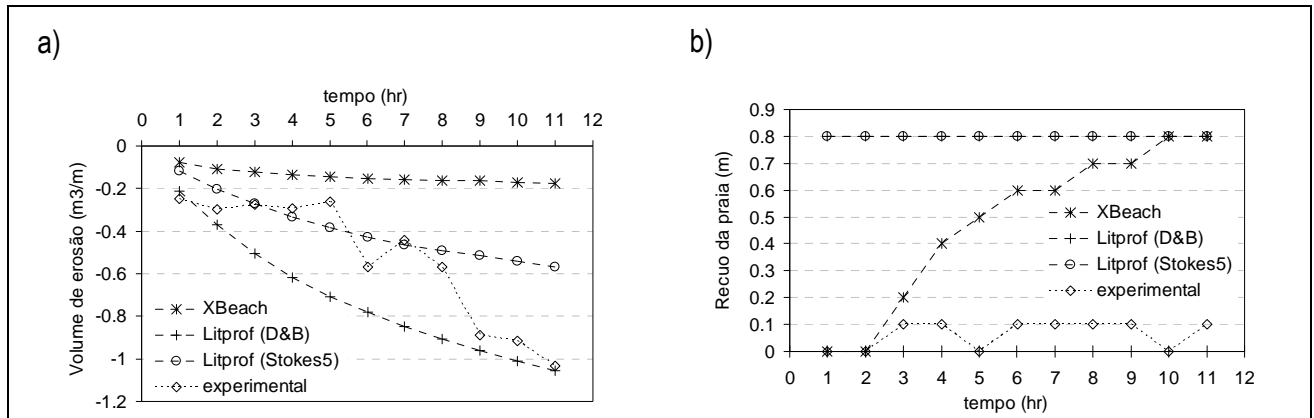 a)
tempo (hr)
0 1 2 3 4 5 6 7 8 9 10 11 12
0
-0.2
-0.4
-0.6
-0.8
-1
-1.2
Volume de erosão (m3/m)
XBeach
Litprof (D&B)
Litprof (Stokes5)
experimental
b)
0.9
0.8
0.7
0.6
0.5
0.4
0.3
0.2
0.1
0
Recuo da praia (m)
XBeach
Litprof (D&B)
Litprof (Stokes5)
experimental
0 1 2 3 4 5 6 7 8 9 10 11 12
tempo (hr)